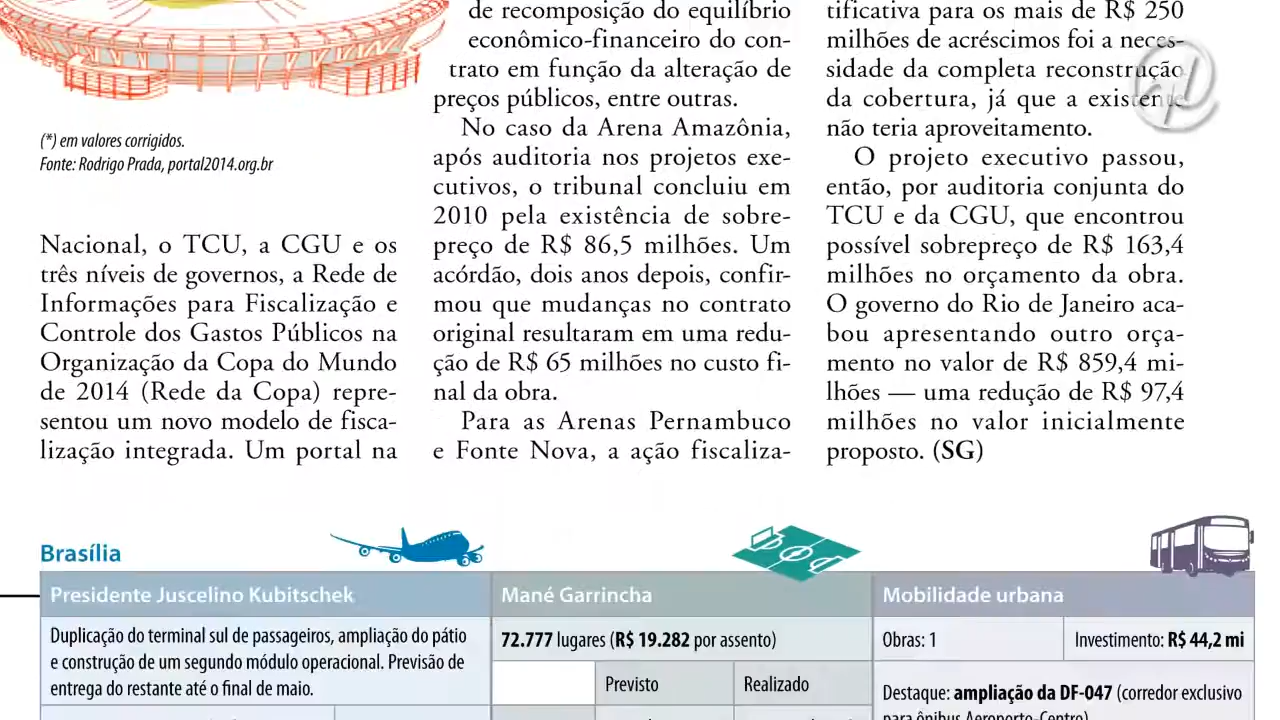 (*) em valores corrigidos.
Fonte: Rodrigo Prada, portal2014.org.br
Nacional, o TCU, a CGU e os
três níveis de governos, a Rede de
Informações para Fiscalização e
Controle dos Gastos Públicos na
Organização da Copa do Mundo
de 2014 (Rede da Copa) repre-
sentou um novo modelo de fisca-
lização integrada. Um portal na
de recomposição do equilíbrio
econômico-financeiro do con-
trato em função da alteração de
preços públicos, entre outras.
No caso da Arena Amazônia,
após auditoria nos projetos exe-
cutivos, o tribunal concluiu em
2010 pela existência de sobre-
preço de R$ 86,5 milhões. Um
acórdão, dois anos depois, confir-
mou que mudanças no contrato
original resultaram em uma redu-
ção de R$ 65 milhões no custo fi-
nal da obra.
Para as Arenas Pernambuco
e Fonte Nova, a ação fiscaliza-
tificativa para os mais de R$ 250
milhões de acréscimos foi a neces-
sidade da completa reconstrução
da cobertura, já que a existente
não teria aproveitamento.
O projeto executivo passou,
então, por auditoria conjunta do
TCU e da CGU, que encontrou
possível sobrepreço de R$ 163,4
milhões no orçamento da obra.
O governo do Rio de Janeiro aca-
bou apresentando outro orça-
mento no valor de R$ 859,4 mi-
lhões — uma redução de R$ 97,4
milhões no valor inicialmente
proposto. (SG)
Brasília
Presidente Juscelino Kubitschek
Duplicação do terminal sul de passageiros, ampliação do pátio
e construção de um segundo módulo operacional. Previsão de
entrega do restante até o final de maio.
Mané Garrincha
72.777 lugares (R$ 19.282 por assento)
Previsto
Realizado
Mobilidade urbana
Obras: 1
Investimento: R$ 44,2 mi
Destaque: ampliação da DF-047 (corredor exclusivo
para ônibus Aeroporto-Centro)